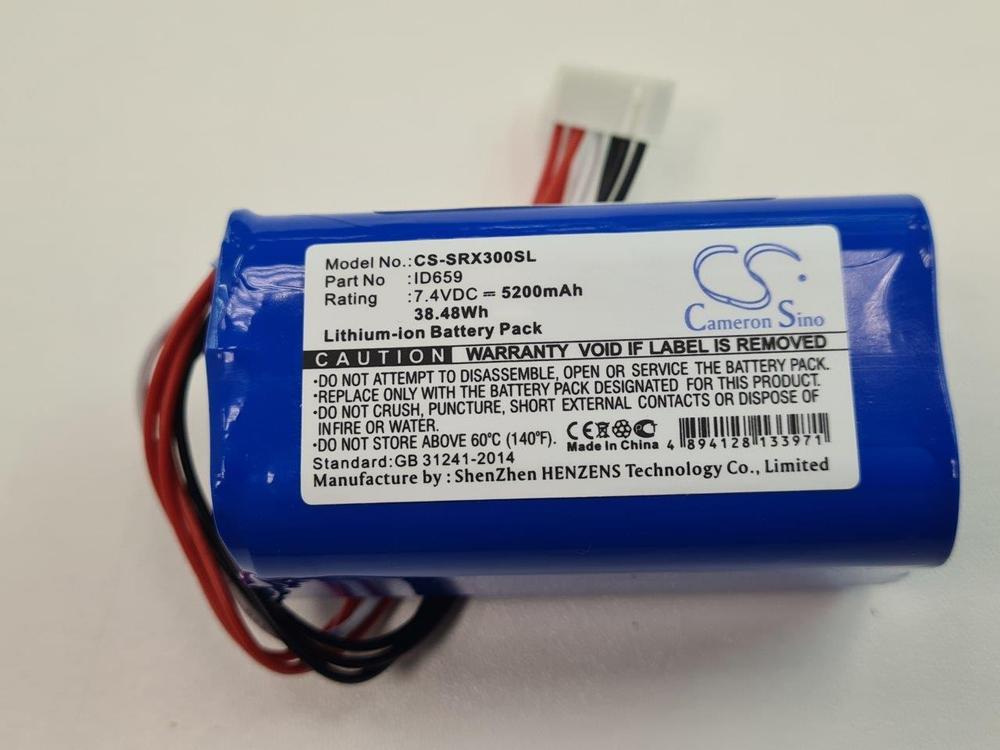 Model No.:CS-SRX300SL
Part No :ID659
Rating :7.4VDC ⎓ 5200mAh
38.48Wh
Lithium-ion Battery Pack
CS
Cameron Sino
CAUTION WARRANTY VOID IF LABEL IS REMOVED
•DO NOT ATTEMPT TO DISASSEMBLE, OPEN OR SERVICE THE BATTERY PACK.
•REPLACE ONLY WITH THE BATTERY PACK DESIGNATED FOR THIS PRODUCT.
•DO NOT CRUSH, PUNCTURE, SHORT EXTERNAL CONTACTS OR DISPOSE OF
INFIRE OR WATER.
•DO NOT STORE ABOVE 60°C (140°F).
CE
Made In China
4 894128 133971
Standard:GB 31241-2014
Manufacture by : ShenZhen HENZENS Technology Co., Limited